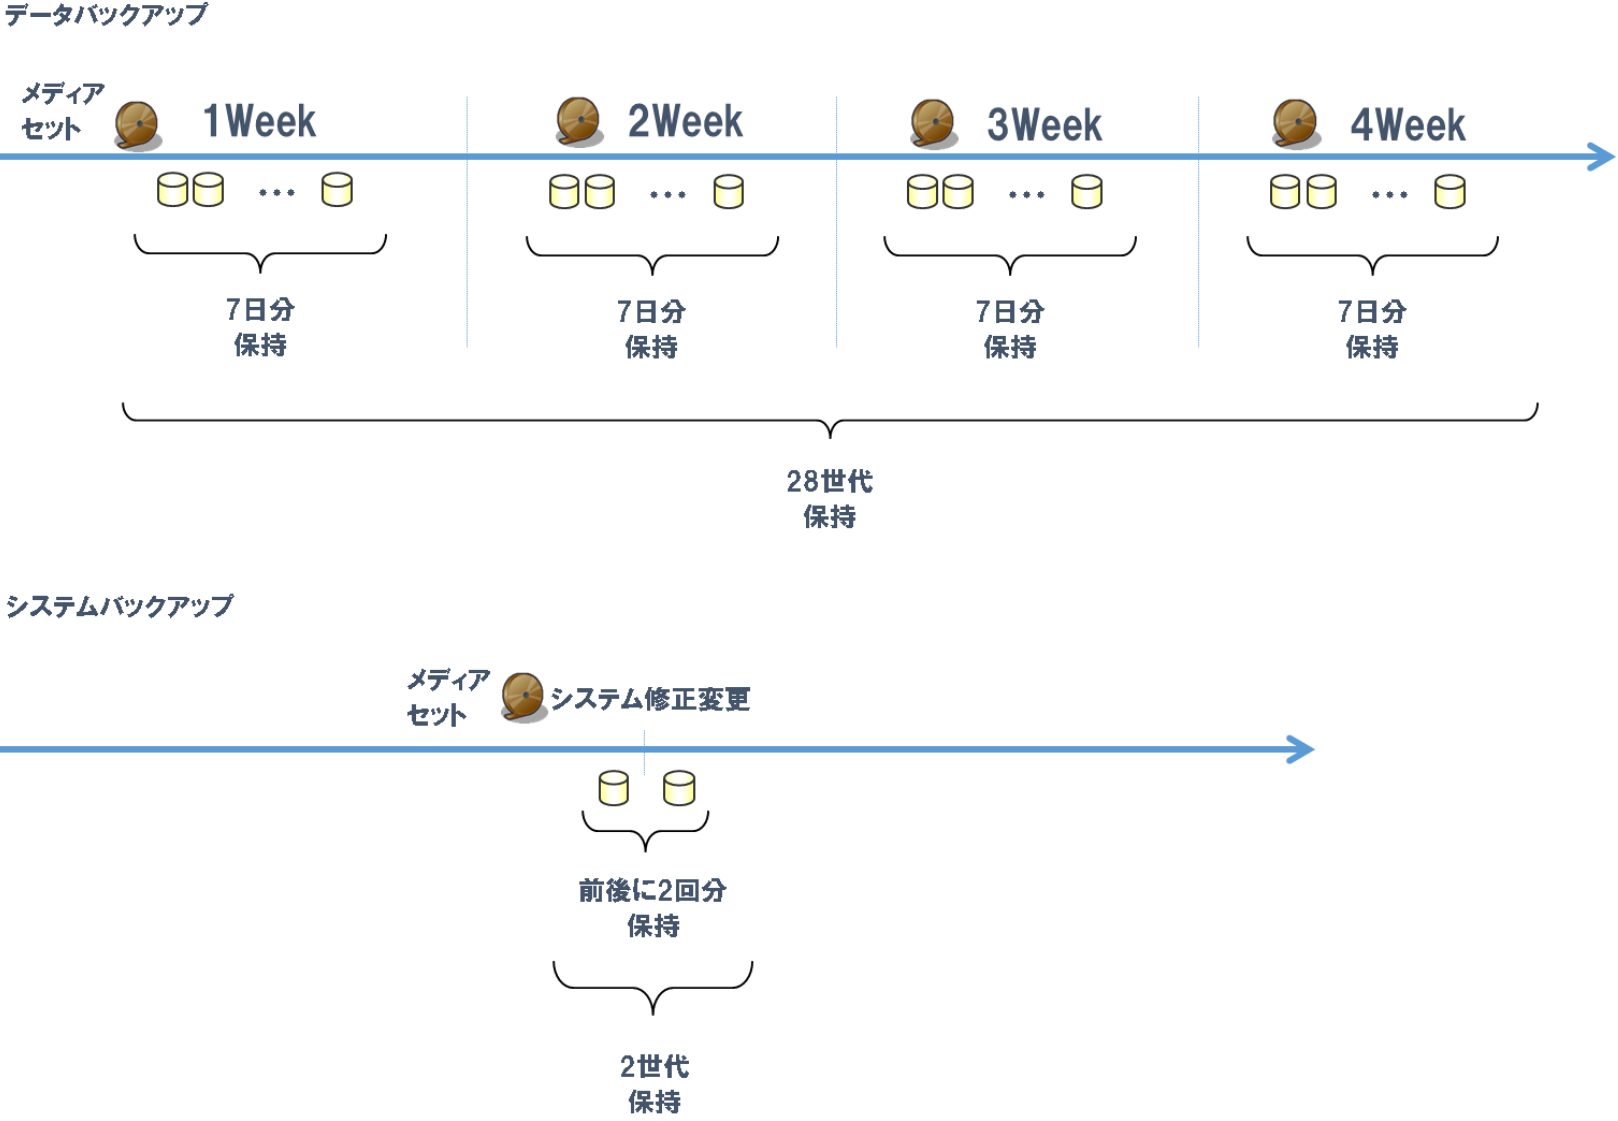 データバックアップ
メディア
セット
1Week
2Week
3Week
4Week
･･･
･･･
･･･
･･･
7日分
保持
7日分
保持
7日分
保持
7日分
保持
28世代
保持
システムバックアップ
メディア
セット
システム修正変更
前後に2回分
保持
2世代
保持